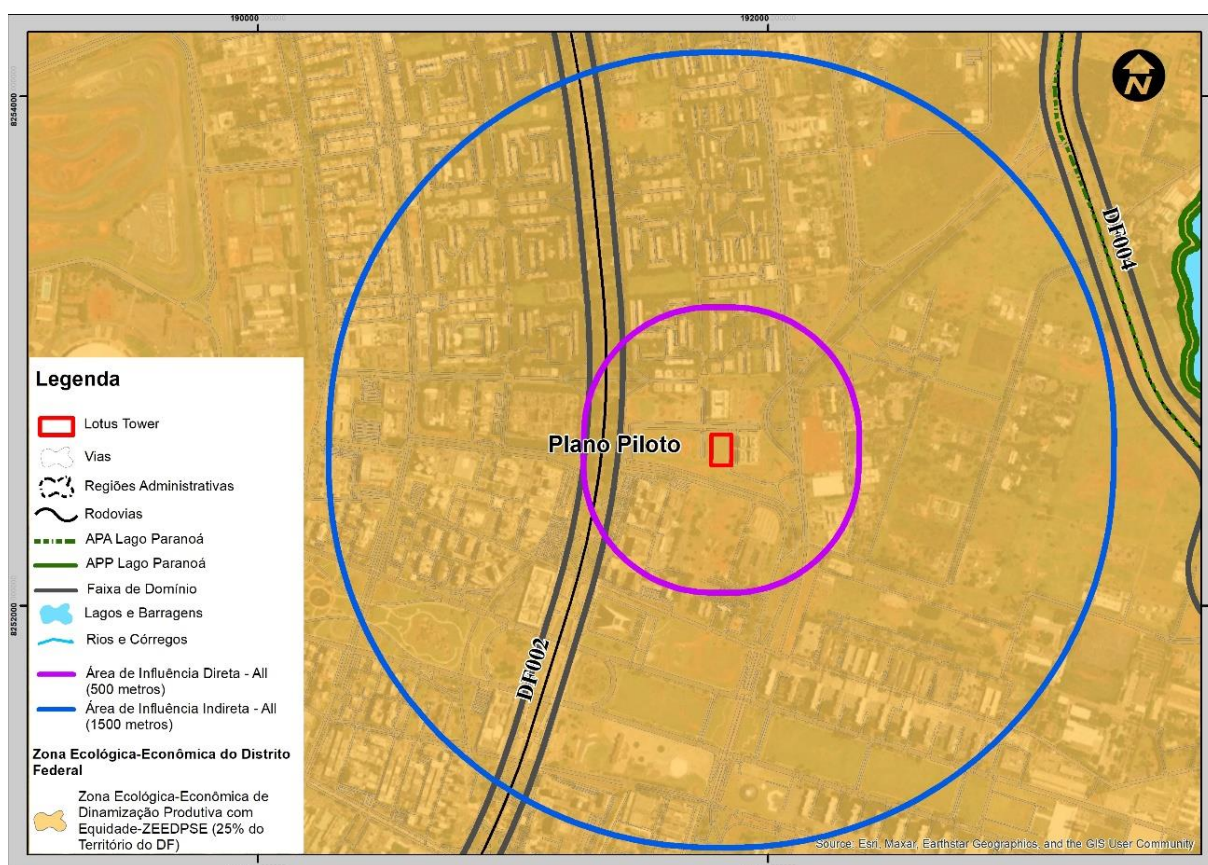 190000,000000
192000,000000
8254000
8252000
N
DF004
Plano Piloto
DF002
Legenda
Lotus Tower
Vias
Regiões Administrativas
Rodovias
APA Lago Paranoá
APP Lago Paranoá
Faixa de Domínio
Lagos e Barragens
Rios e Córregos
Área de Influência Direta - All
(500 metros)
Área de Influência Indireta - All
(1500 metros)
Zona Ecológica-Econômica do Distrito
Federal
Zona Ecológica-Econômica de
Dinamização Produtiva com
Equidade-ZEEDPSE (25% do
Território do DF)
Source: Esri, Maxar, Earthstar Geographics, and the GIS User Community